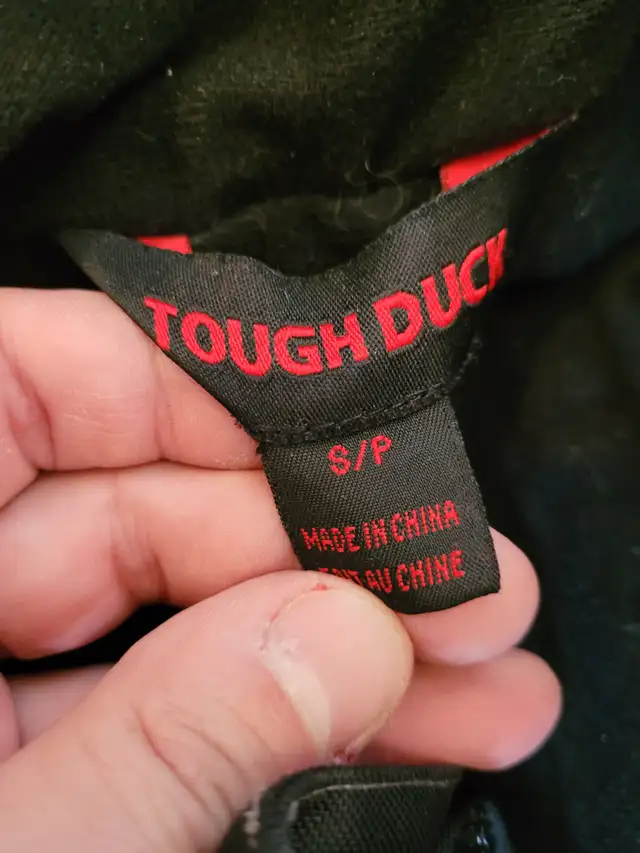 TOUGH DUCK
S/P
MADE IN CHINA
AU CHINE